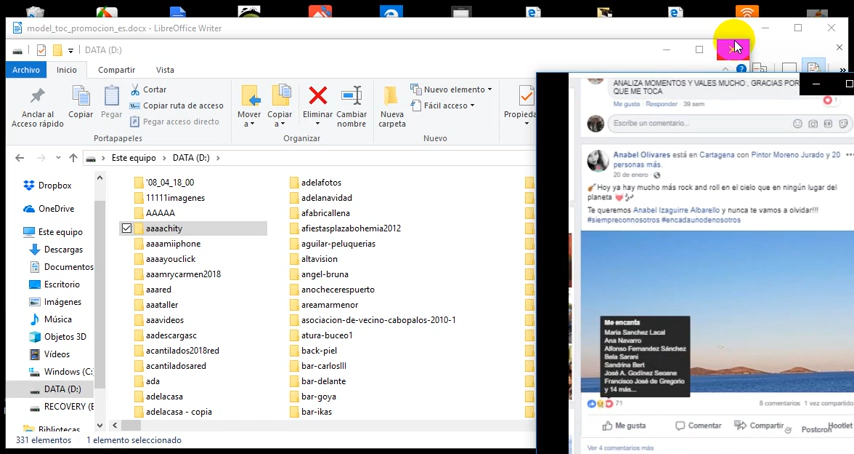 model_toc_promocion_es.docx - LibreOffice Writer
DATA (D:)
Archivo
Inicio
Compartir
Vista
Anclar al
Acceso rápido
Copiar
Pegar
Cortar
Copiar ruta de acceso
Pegar acceso directo
Mover
a
Copiar
a
Eliminar
Cambiar
nombre
Nueva
carpeta
Nuevo elemento
Fácil acceso
Propieda
Portapapeles
Organizar
Nuevo
Este equipo
DATA (D:)
Dropbox
OneDrive
Este equipo
Descargas
Documentos
Escritorio
Imágenes
Música
Objetos 3D
Vídeos
Windows (C:
DATA (D:)
RECOVERY (E
Bibliotecas
'08_04_18_00
11111imagenes
AAAAA
aaaachity
aaaamiiphone
aaaayouclick
aaamrycarmen2018
aaared
aaataller
aaavideos
aadescargasc
acantilados2018red
acantiladosared
ada
adelacasa
adelacasa - copia
adelafotos
adelanavidad
afabricallena
afiestasplazabohemia2012
aguilar-peluquerias
altavision
angel-bruna
anochecerespuerto
areamarmenor
asociacion-de-vecino-cabopalos-2010-1
atura-buceo1
back-piel
bar-carloslll
bar-delante
bar-goya
bar-ikas
331 elementos
1 elemento seleccionado
ANALIZA MOMENTOS Y VALES MUCHO , GRACIAS POR
QUE ME TOCA
Me gusta · Responder · 39 sem
1
Escribe un comentario...
Anabel Olivares está en Cartagena con Pintor Moreno Jurado y 20
personas más.
20 de enero
Hoy ya hay mucho más rock and roll en el cielo que en ningún lugar del
planeta
Te queremos Anabel Izaguirre Albarello y nunca te vamos a olvidar!!!
#siempreconnosotros #encadaunodenosotros
Me encanta
Maria Sanchez Lacal
Ana Navarro
Alfonso Fernandez Sánchez
Bela Sarani
Sandrina Bert
José A. Godínez Seoane
Francisco José de Gregorio
y 14 más...
71
8 comentarios
1 vez compartido
Me gusta
Comentar
Compartir
Postcron
Hootlet
Ver 4 comentarios más